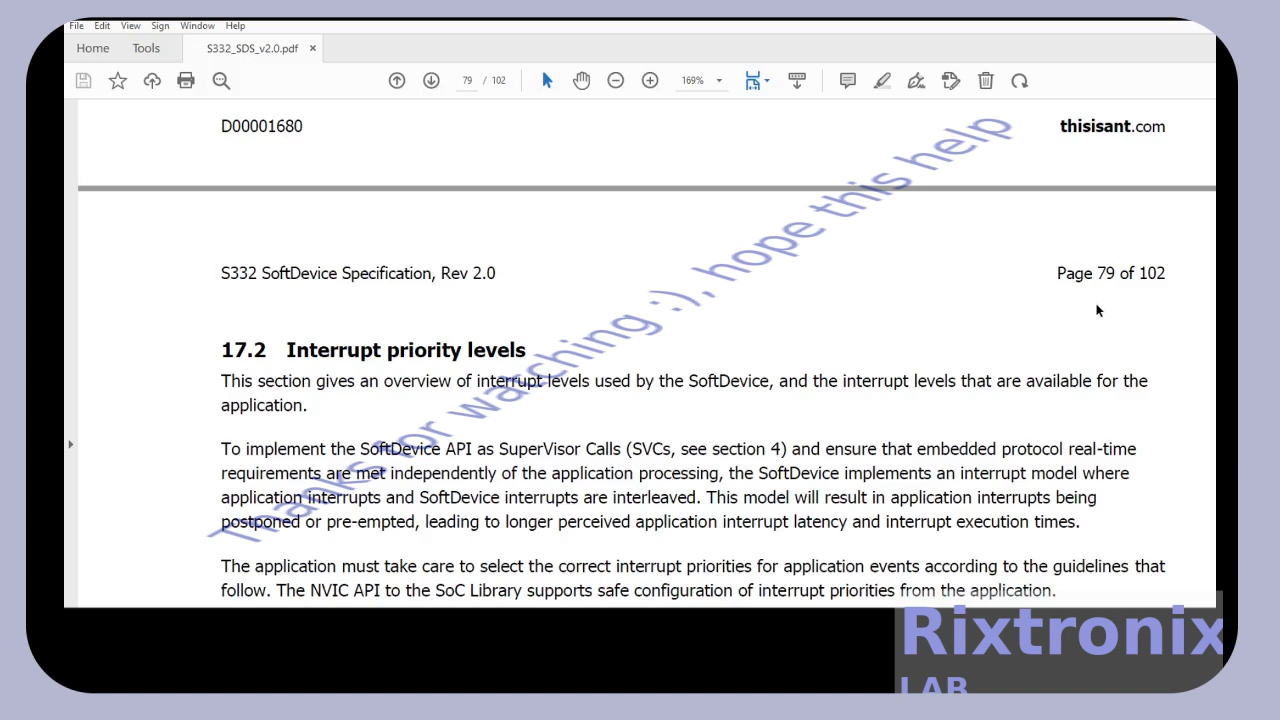 File Edit View Sign Window Help
Home Tools S332_SDS_v2.0.pdf ×
79 / 102 169%
D00001680 thisisant.com
Thanks for watching :), hope this help
S332 SoftDevice Specification, Rev 2.0 Page 79 of 102
17.2 Interrupt priority levels
This section gives an overview of interrupt levels used by the SoftDevice, and the interrupt levels that are available for the
application.
To implement the SoftDevice API as SuperVisor Calls (SVCs, see section 4) and ensure that embedded protocol real-time
requirements are met independently of the application processing, the SoftDevice implements an interrupt model where
application interrupts and SoftDevice interrupts are interleaved. This model will result in application interrupts being
postponed or pre-empted, leading to longer perceived application interrupt latency and interrupt execution times.
The application must take care to select the correct interrupt priorities for application events according to the guidelines that
follow. The NVIC API to the SoC Library supports safe configuration of interrupt priorities from the application.
Rixtronix
LAB